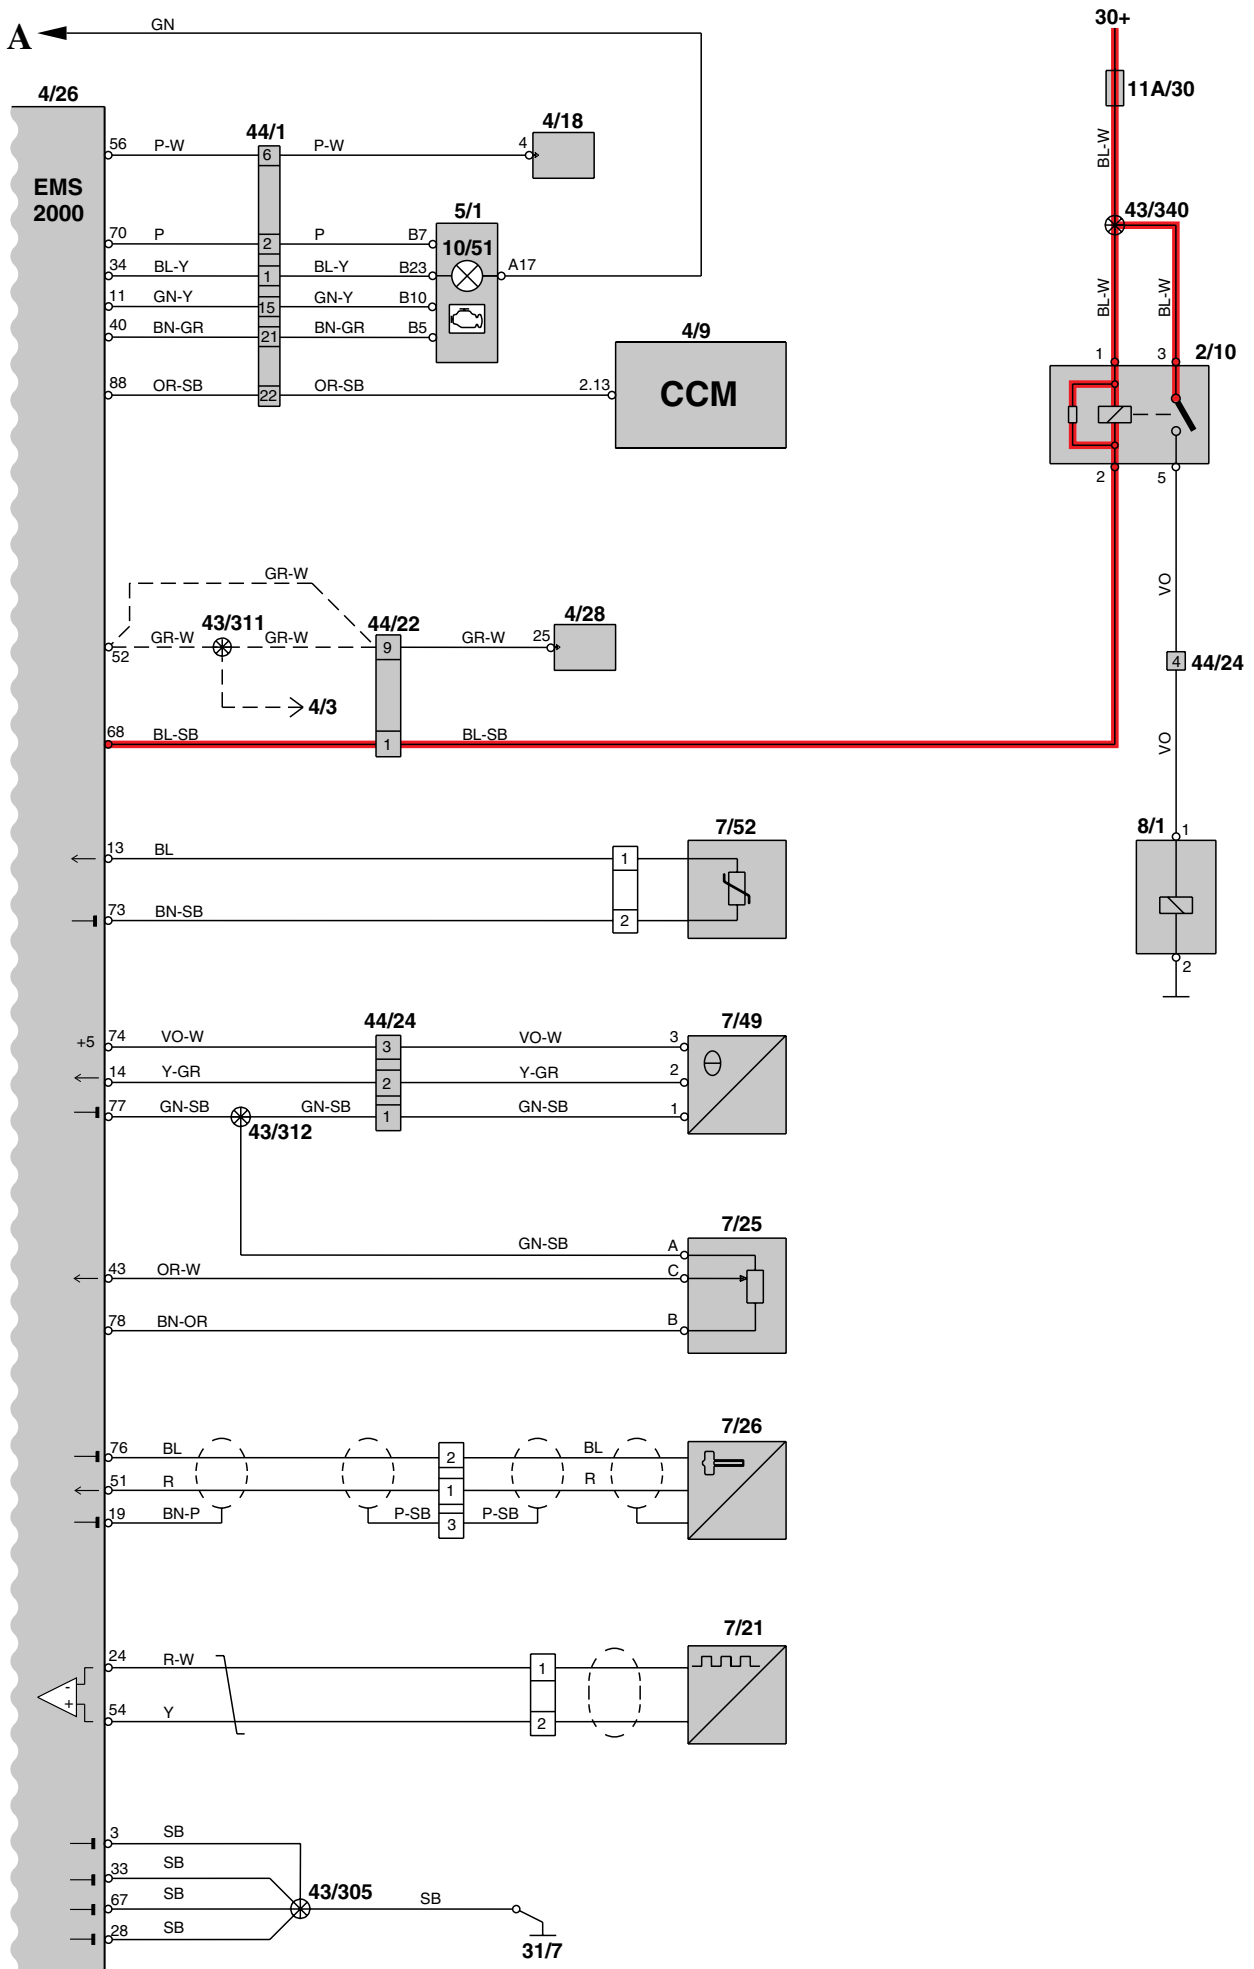 GN
30+
A
11A/30
4/26
4/18
44/1
56 P-W 6 P-W 4
BL-W
EMS
2000
5/1
43/340
70 P 2 P B7
10/51
34 BL-Y 1 BL-Y B23 A17
11 GN-Y 15 GN-Y B10
BL-W BL-W
40 BN-GR 21 BN-GR B5
4/9
1 3 2/10
88 OR-SB 22 OR-SB 2.13
CCM
2 5
GR-W
VO
43/311 44/22 4/28
GR-W GR-W 9 GR-W 25
52
4 44/24
4/3
68 BL-SB 1 BL-SB
VO
7/52
8/1 1
13 BL 1
73 BN-SB 2
2
44/24 7/49
+5 74 VO-W 3 VO-W 3
14 Y-GR 2 Y-GR 2
77 GN-SB GN-SB 1 GN-SB 1
43/312
7/25
GN-SB A
43 OR-W C
78 BN-OR B
7/26
76 BL 2 BL
51 R 1 R
19 BN-P P-SB 3 P-SB
7/21
24 R-W 1
-
+
54 Y 2
3 SB
33 SB
43/305
67 SB SB
28 SB
31/7